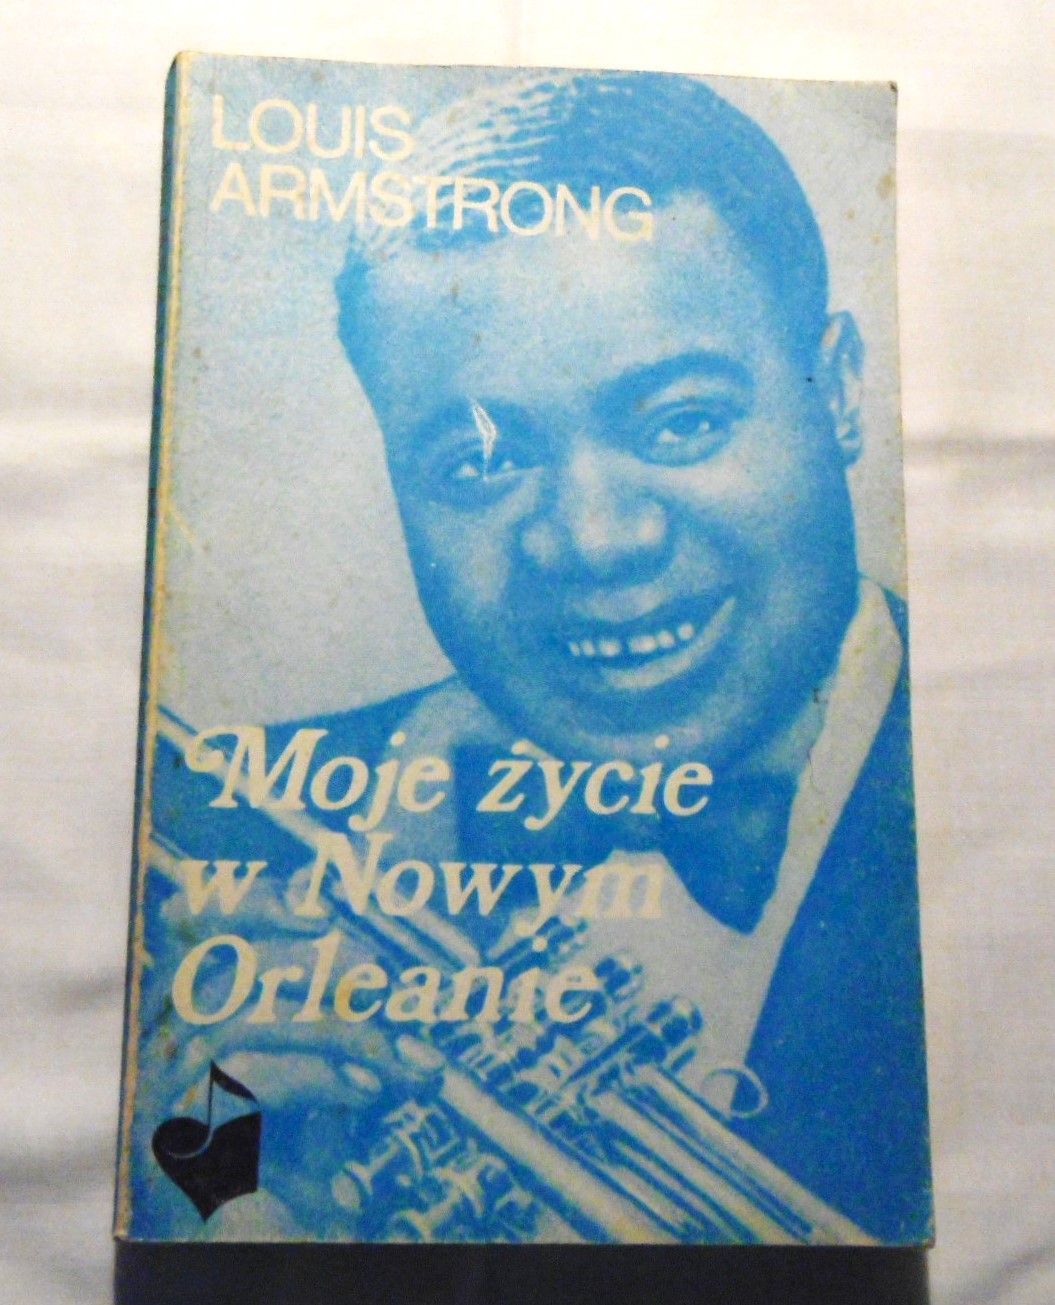 LOUIS
ARMSTRONG
Moje życie
w Nowym
Orleanie